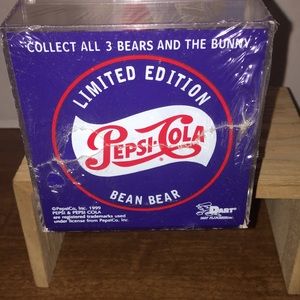 COLLECT ALL 3 BEARS AND THE BUNNY
LIMITED EDITION
PEPSI-COLA
BEAN BEAR
©PepsiCo, Inc. 1999
PEPSI & PEPSI COLA
are registered trademarks used
under license from PepsiCo, Inc.
DART